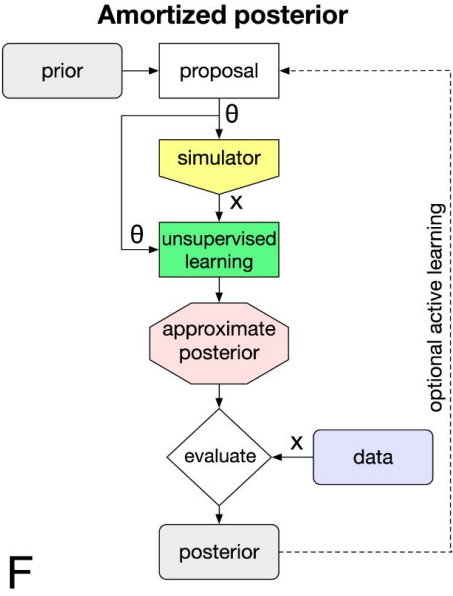 Amortized posterior
prior
proposal
θ
simulator
x
θ
unsupervised
learning
approximate
posterior
evaluate
x
data
posterior
optional active learning
F